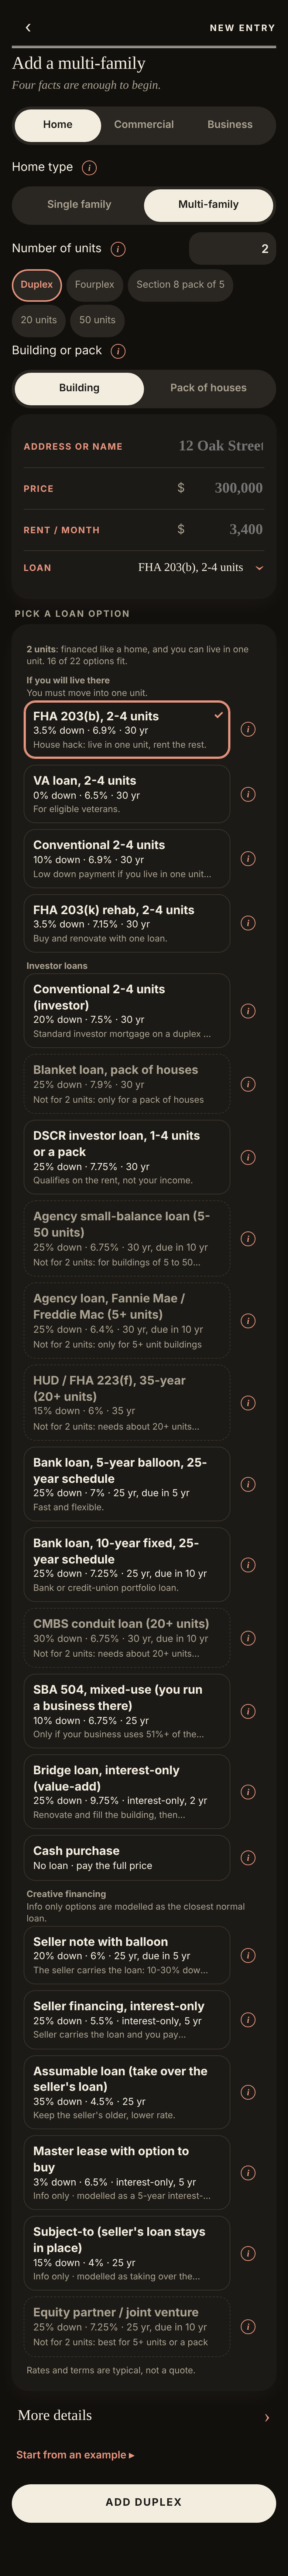 ‹
NEW ENTRY
Add a multi-family
Four facts are enough to begin.
Home
Commercial
Business
Home type i
Single family
Multi-family
Number of units i
2
Duplex
Fourplex
Section 8 pack of 5
20 units
50 units
Building or pack i
Building
Pack of houses
ADDRESS OR NAME
12 Oak Street
PRICE
$ 300,000
RENT / MONTH
$ 3,400
LOAN
FHA 203(b), 2-4 units
PICK A LOAN OPTION
2 units: financed like a home, and you can live in one
unit. 16 of 22 options fit.
If you will live there
You must move into one unit.
FHA 203(b), 2-4 units ✓
3.5% down · 6.9% · 30 yr
House hack: live in one unit, rent the rest.
i
VA loan, 2-4 units
0% down · 6.5% · 30 yr
For eligible veterans.
i
Conventional 2-4 units
10% down · 6.9% · 30 yr
Low down payment if you live in one unit...
i
FHA 203(k) rehab, 2-4 units
3.5% down · 7.15% · 30 yr
Buy and renovate with one loan.
i
Investor loans
Conventional 2-4 units
(investor)
20% down · 7.5% · 30 yr
Standard investor mortgage on a duplex ...
i
Blanket loan, pack of houses
25% down · 7.9% · 30 yr
Not for 2 units: only for a pack of houses
i
DSCR investor loan, 1-4 units
or a pack
25% down · 7.75% · 30 yr
Qualifies on the rent, not your income.
i
Agency small-balance loan (5-
50 units)
25% down · 6.75% · 30 yr, due in 10 yr
Not for 2 units: for buildings of 5 to 50...
i
Agency loan, Fannie Mae /
Freddie Mac (5+ units)
25% down · 6.4% · 30 yr, due in 10 yr
Not for 2 units: only for 5+ unit buildings
i
HUD / FHA 223(f), 35-year
(20+ units)
15% down · 6% · 35 yr
Not for 2 units: needs about 20+ units...
i
Bank loan, 5-year balloon, 25-
year schedule
25% down · 7% · 25 yr, due in 5 yr
Fast and flexible.
i
Bank loan, 10-year fixed, 25-
year schedule
25% down · 7.25% · 25 yr, due in 10 yr
Bank or credit-union portfolio loan.
i
CMBS conduit loan (20+ units)
30% down · 6.75% · 30 yr, due in 10 yr
Not for 2 units: needs about 20+ units...
i
SBA 504, mixed-use (you run
a business there)
10% down · 6.75% · 25 yr
Only if your business uses 51%+ of the...
i
Bridge loan, interest-only
(value-add)
25% down · 9.75% · interest-only, 2 yr
Renovate and fill the building, then...
i
Cash purchase
No loan · pay the full price
i
Creative financing
Info only options are modelled as the closest normal
loan.
Seller note with balloon
20% down · 6% · 25 yr, due in 5 yr
The seller carries the loan: 10-30% dow...
i
Seller financing, interest-only
25% down · 5.5% · interest-only, 5 yr
Seller carries the loan and you pay...
i
Assumable loan (take over the
seller's loan)
35% down · 4.5% · 25 yr
Keep the seller's older, lower rate.
i
Master lease with option to
buy
3% down · 6.5% · interest-only, 5 yr
Info only · modelled as a 5-year interest-...
i
Subject-to (seller's loan stays
in place)
15% down · 4% · 25 yr
Info only · modelled as taking over the...
i
Equity partner / joint venture
25% down · 7.25% · 25 yr, due in 10 yr
Not for 2 units: best for 5+ units or a pack
i
Rates and terms are typical, not a quote.
More details ›
Start from an example ▸
ADD DUPLEX